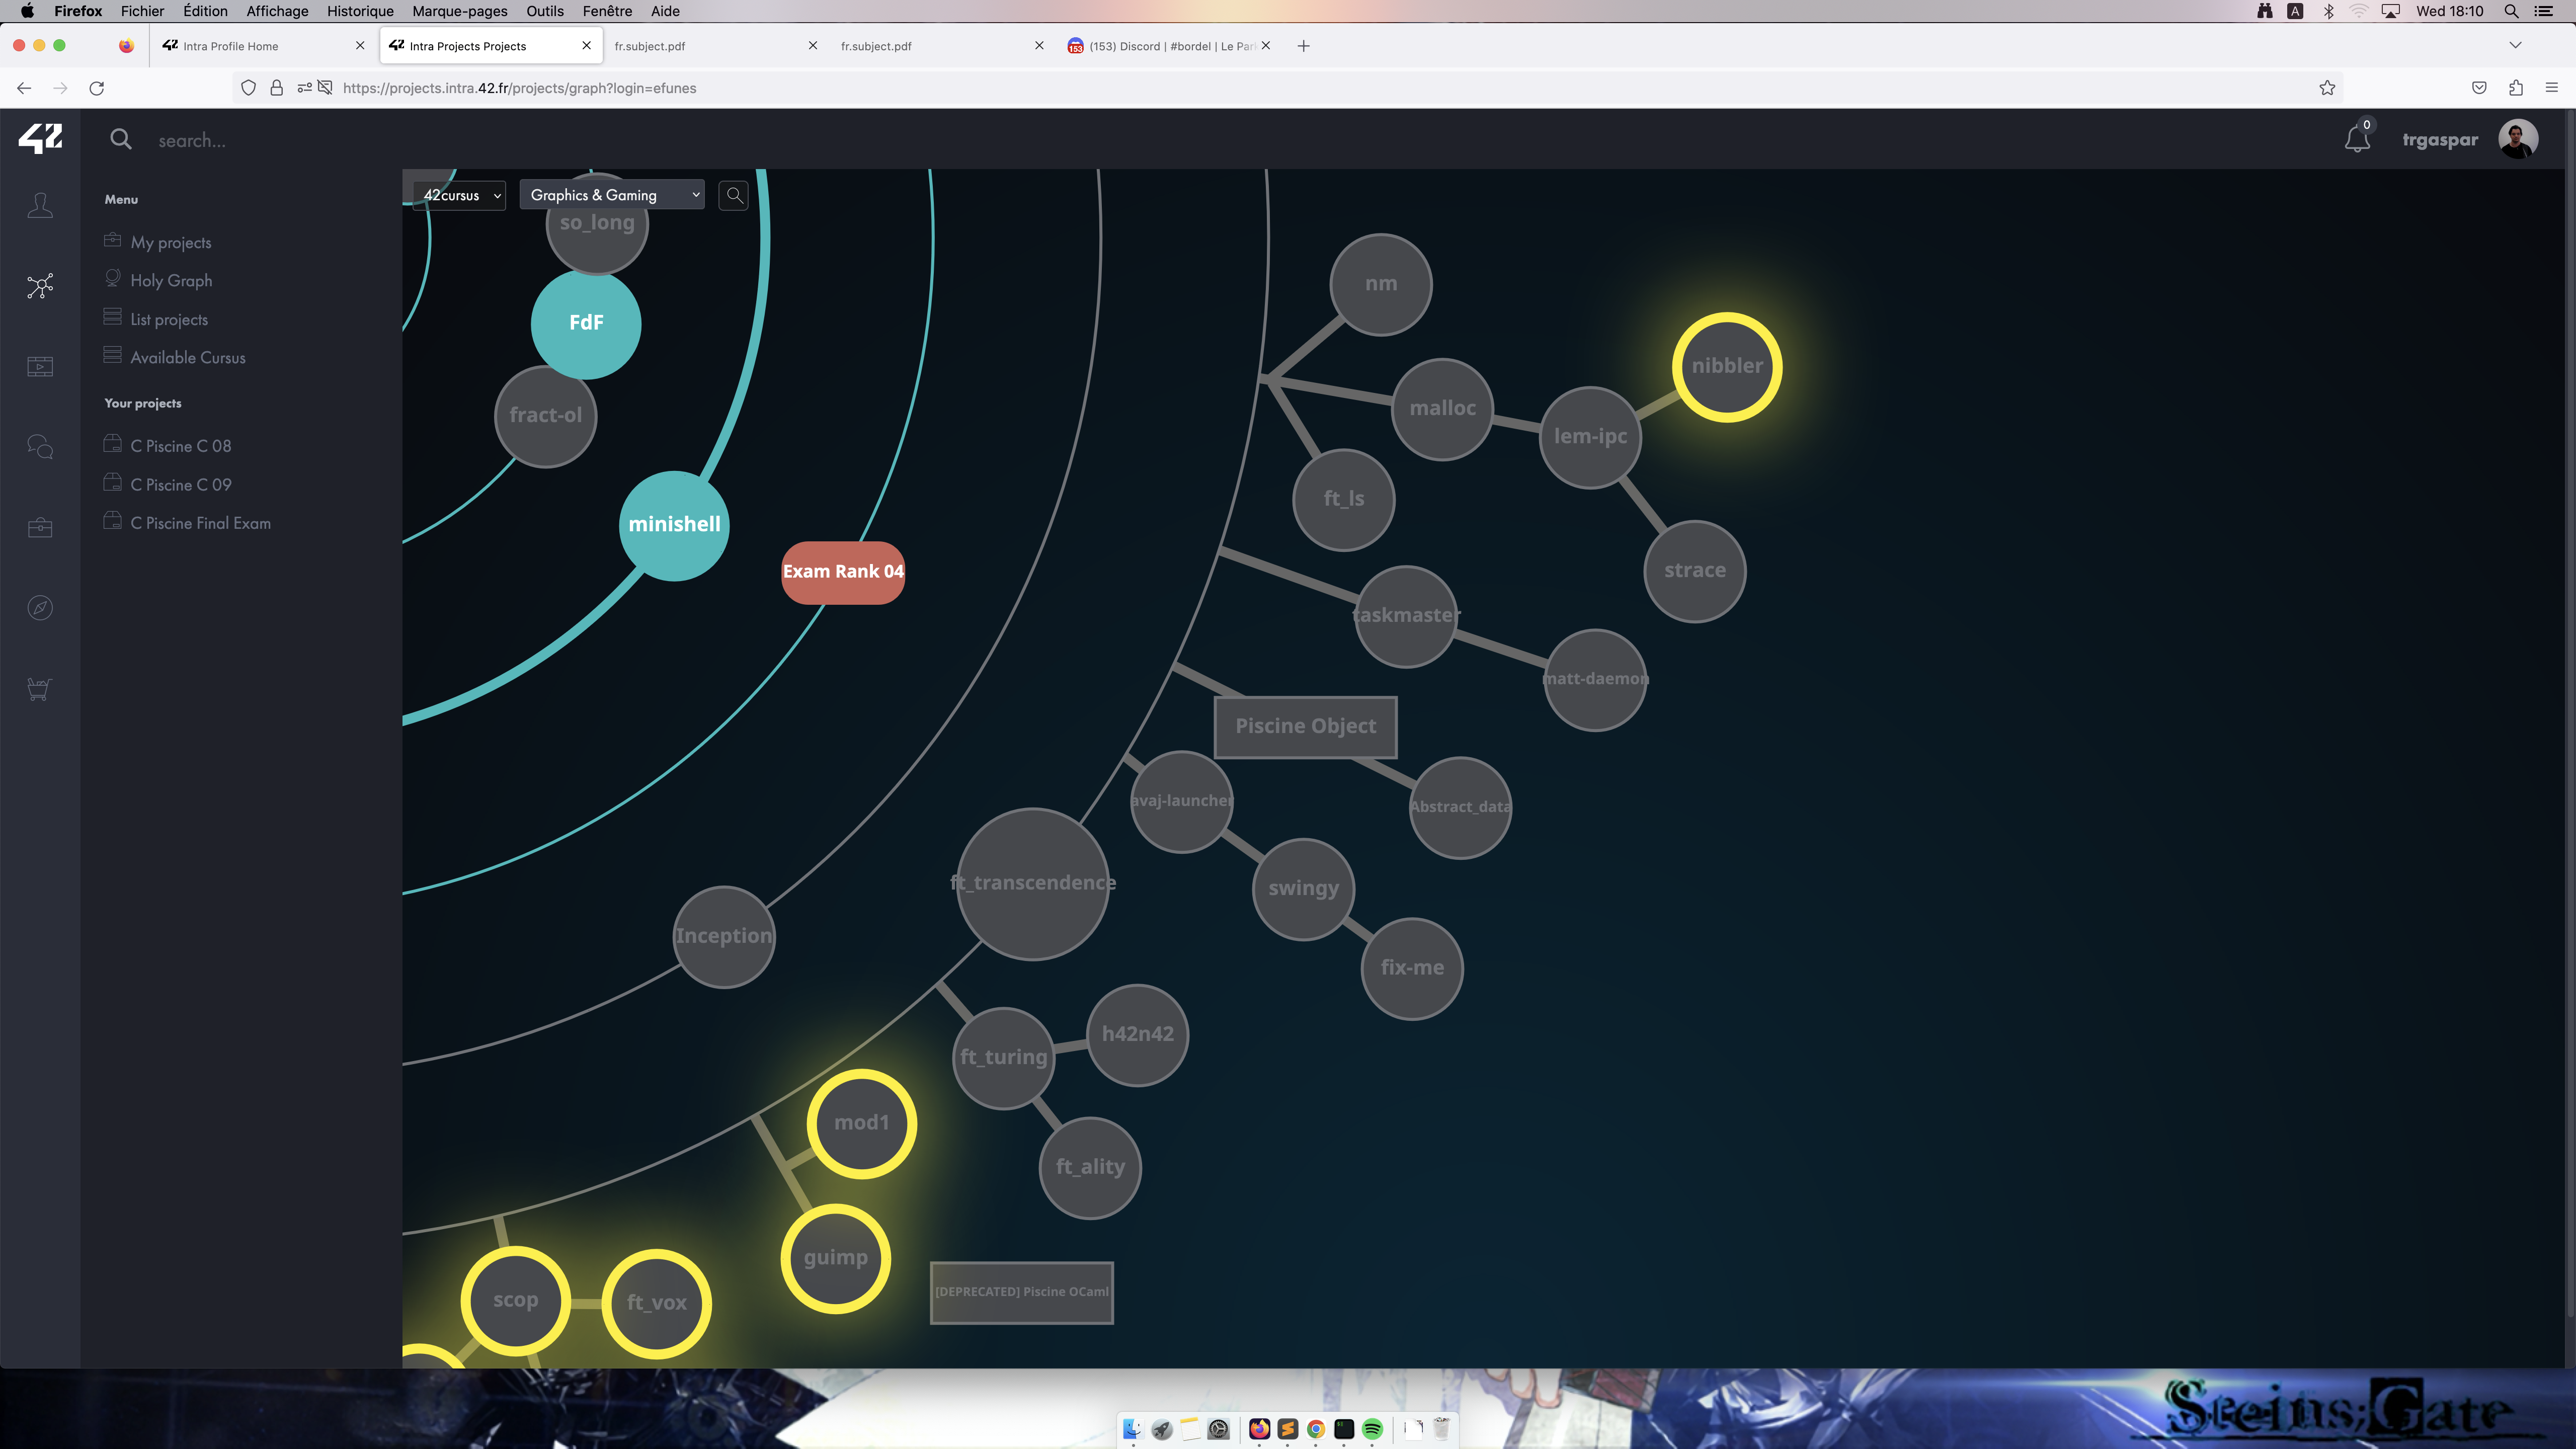 Firefox Fichier Édition Affichage Historique Marque-pages Outils Fenêtre Aide
A Wed 18:10
42 Intra Profile Home
42 Intra Projects Projects
fr.subject.pdf
fr.subject.pdf
153 (153) Discord | #bordel | Le Par
https://projects.intra.42.fr/projects/graph?login=efunes
42
search...
0
trgaspar
Menu
My projects
Holy Graph
List projects
Available Cursus
Your projects
C Piscine C 08
C Piscine C 09
C Piscine Final Exam
42cursus
Graphics & Gaming
so_long
FdF
fract-ol
minishell
Exam Rank 04
nm
nibbler
malloc
lem-ipc
ft_ls
strace
taskmaster
matt-daemon
Piscine Object
avaj-launcher
Abstract_data
ft_transcendence
swingy
Inception
fix-me
h42n42
ft_turing
mod1
ft_ality
guimp
[DEPRECATED] Piscine OCaml
scop
ft_vox
Steins;Gate